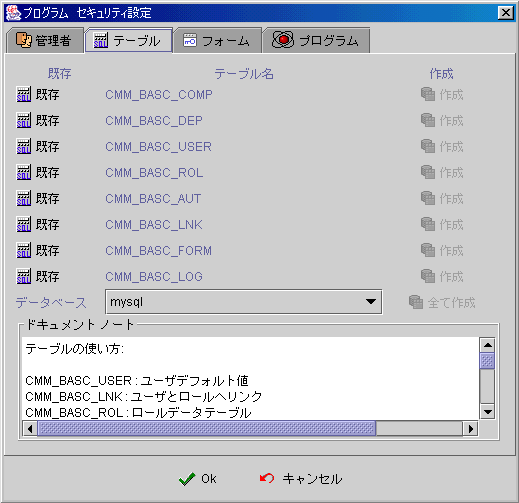 プログラム セキュリティ設定
管理者 テーブル フォーム プログラム
既存 テーブル名 作成
既存 CMM_BASC_COMP 作成
既存 CMM_BASC_DEP 作成
既存 CMM_BASC_USER 作成
既存 CMM_BASC_ROL 作成
既存 CMM_BASC_AUT 作成
既存 CMM_BASC_LNK 作成
既存 CMM_BASC_FORM 作成
既存 CMM_BASC_LOG 作成
データベース mysql 全て作成
ドキュメント ノート
テーブルの使い方:
CMM_BASC_USER : ユーザデフォルト値
CMM_BASC_LNK : ユーザとロールへリンク
CMM_BASC_ROL : ロールデータテーブル
Ok キャンセル